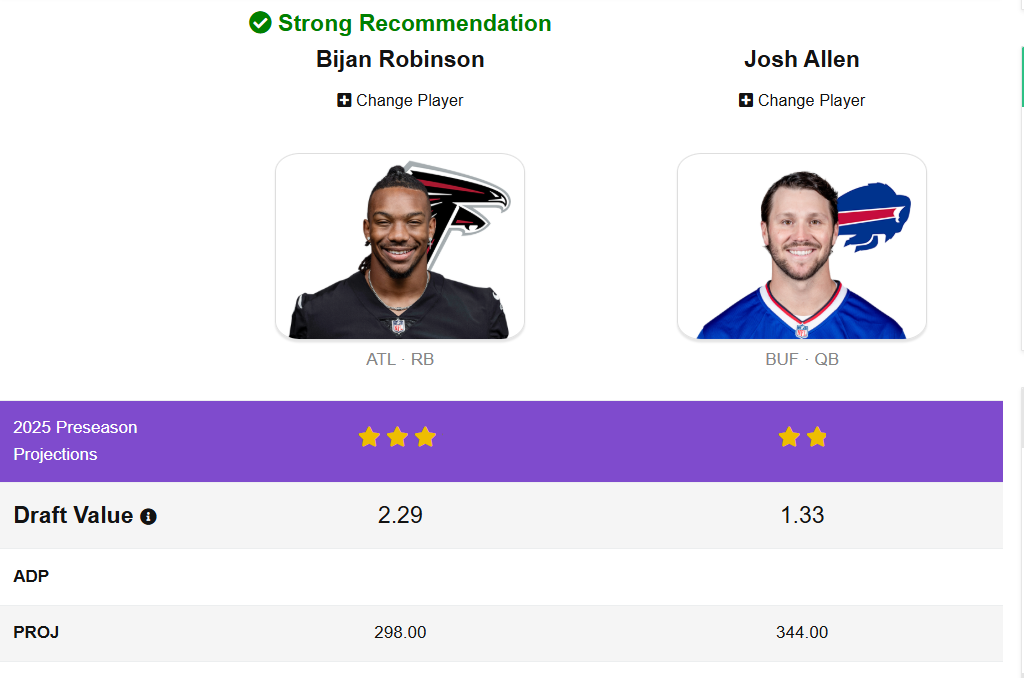 Strong Recommendation
Bijan Robinson
Josh Allen
Change Player
Change Player
ATL · RB
BUF · QB
2025 Preseason
Projections
Draft Value
2.29
1.33
ADP
PROJ
298.00
344.00